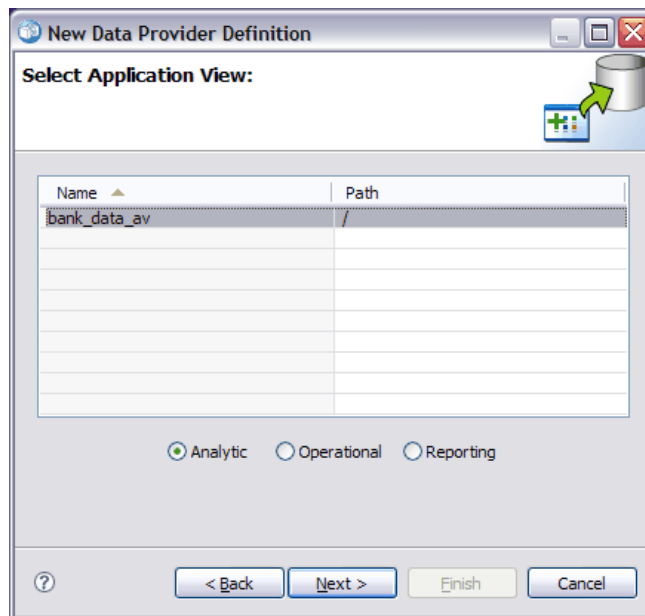 New Data Provider Definition
Select Application View:
Name Path
bank_data_av /
Analytic Operational Reporting
? < Back Next > Finish Cancel